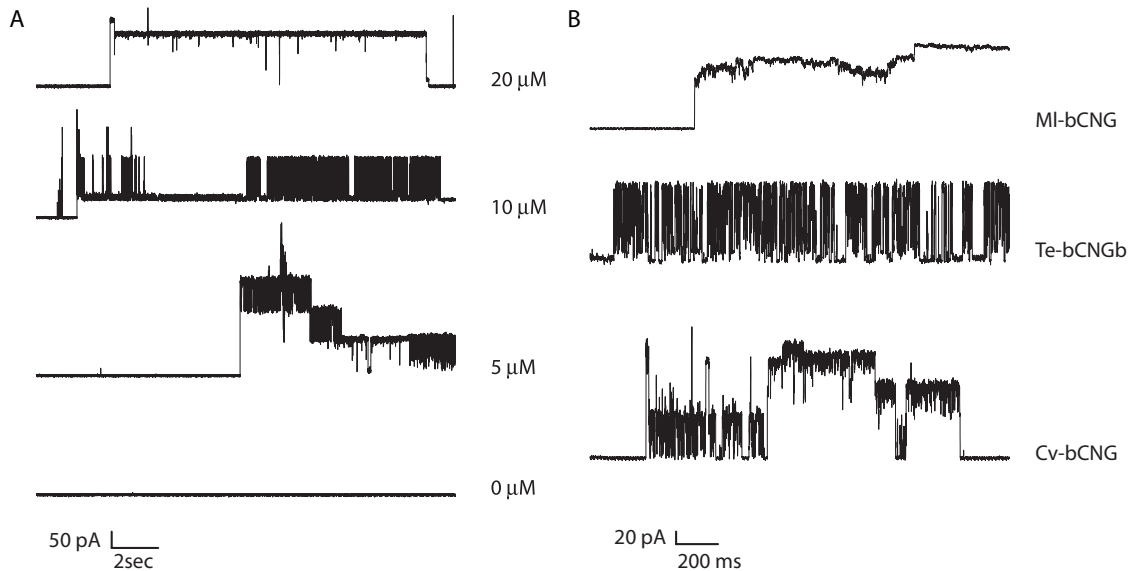 A
20 μM
10 μM
5 μM
0 μM
50 pA
2sec
B
Ml-bCNG
Te-bCNGb
Cv-bCNG
20 pA
200 ms